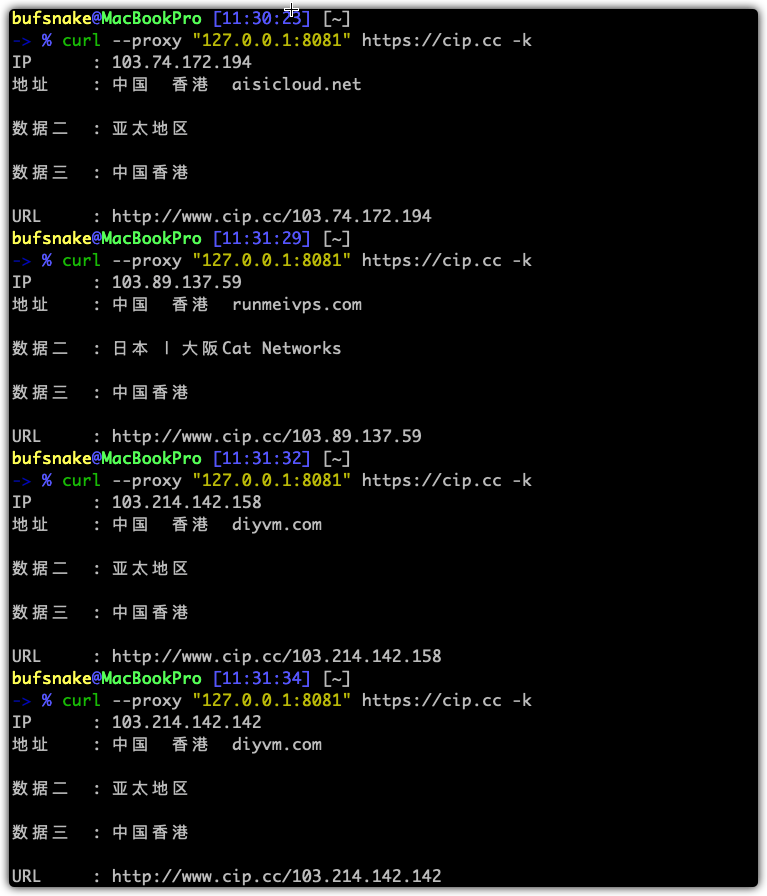 bufsnake@MacBookPro [11:30:23] [~]
-> % curl --proxy "127.0.0.1:8081" https://cip.cc -k
IP : 103.74.172.194
地址 : 中国 香港 aisicloud.net
数据二 : 亚太地区
数据三 : 中国香港
URL : http://www.cip.cc/103.74.172.194
bufsnake@MacBookPro [11:31:29] [~]
-> % curl --proxy "127.0.0.1:8081" https://cip.cc -k
IP : 103.89.137.59
地址 : 中国 香港 runmeivps.com
数据二 : 日本 | 大阪Cat Networks
数据三 : 中国香港
URL : http://www.cip.cc/103.89.137.59
bufsnake@MacBookPro [11:31:32] [~]
-> % curl --proxy "127.0.0.1:8081" https://cip.cc -k
IP : 103.214.142.158
地址 : 中国 香港 diyvm.com
数据二 : 亚太地区
数据三 : 中国香港
URL : http://www.cip.cc/103.214.142.158
bufsnake@MacBookPro [11:31:34] [~]
-> % curl --proxy "127.0.0.1:8081" https://cip.cc -k
IP : 103.214.142.142
地址 : 中国 香港 diyvm.com
数据二 : 亚太地区
数据三 : 中国香港
URL : http://www.cip.cc/103.214.142.142